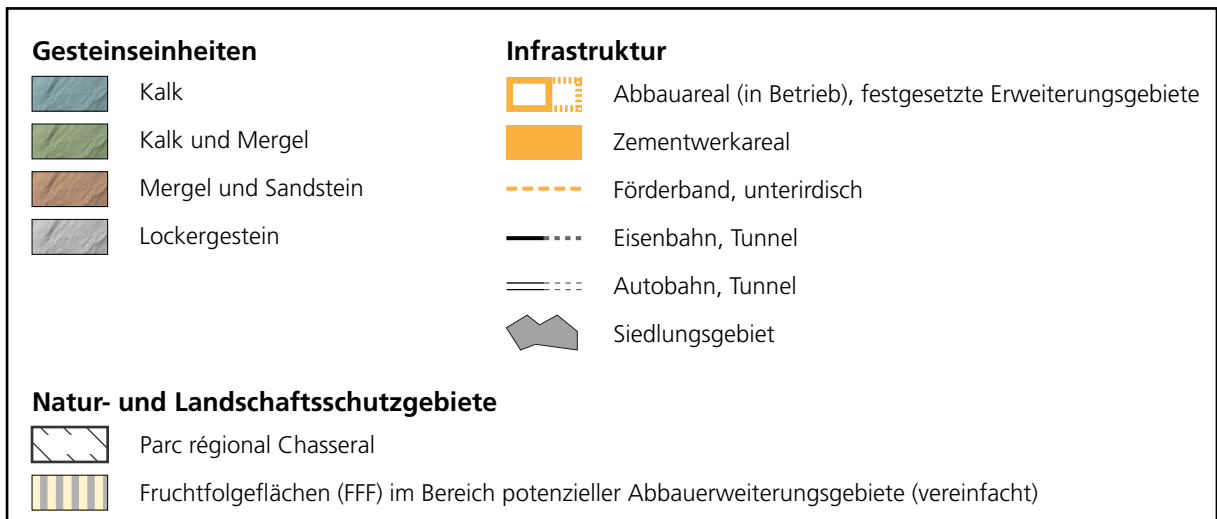 Gesteinseinheiten
Kalk
Kalk und Mergel
Mergel und Sandstein
Lockergestein
Infrastruktur
Abbauareal (in Betrieb), festgesetzte Erweiterungsgebiete
Zementwerkareal
Förderband, unterirdisch
Eisenbahn, Tunnel
Autobahn, Tunnel
Siedlungsgebiet
Natur- und Landschaftsschutzgebiete
Parc régional Chasseral
Fruchtfolgeflächen (FFF) im Bereich potenzieller Abbauerweiterungsgebiete (vereinfacht)